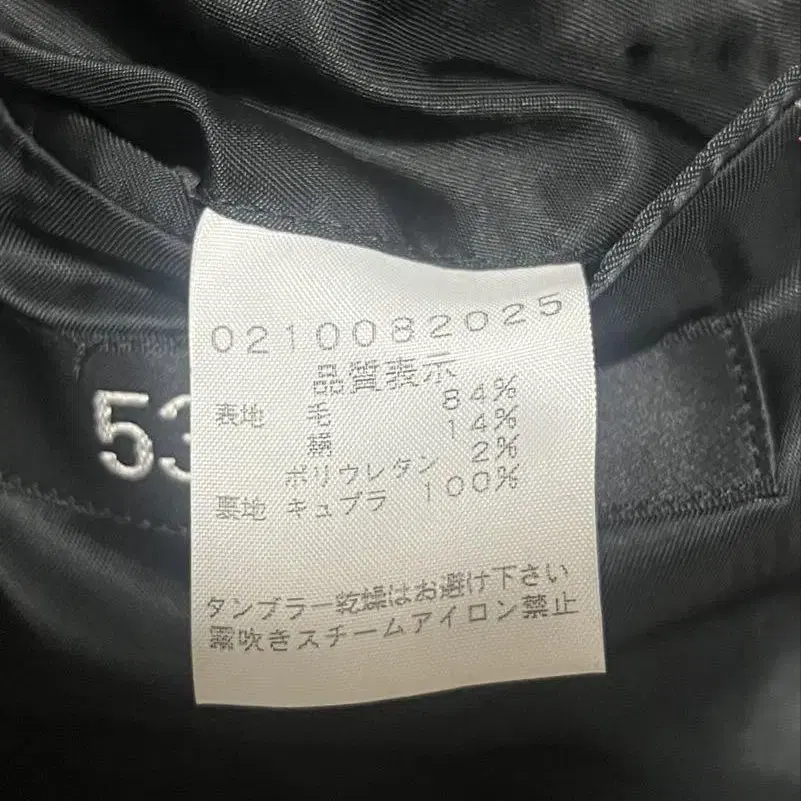 0210082025
品質表示
表地 毛 84%
絹 14%
ポリウレタン 2%
裏地 キュプラ 100%
53
タンブラー乾燥はお避け下さい
霧吹きスチームアイロン禁止